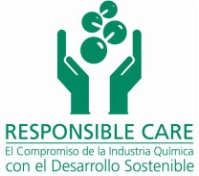 RESPONSIBLE CARE
El Compromiso de la Industria Química
con el Desarrollo Sostenible